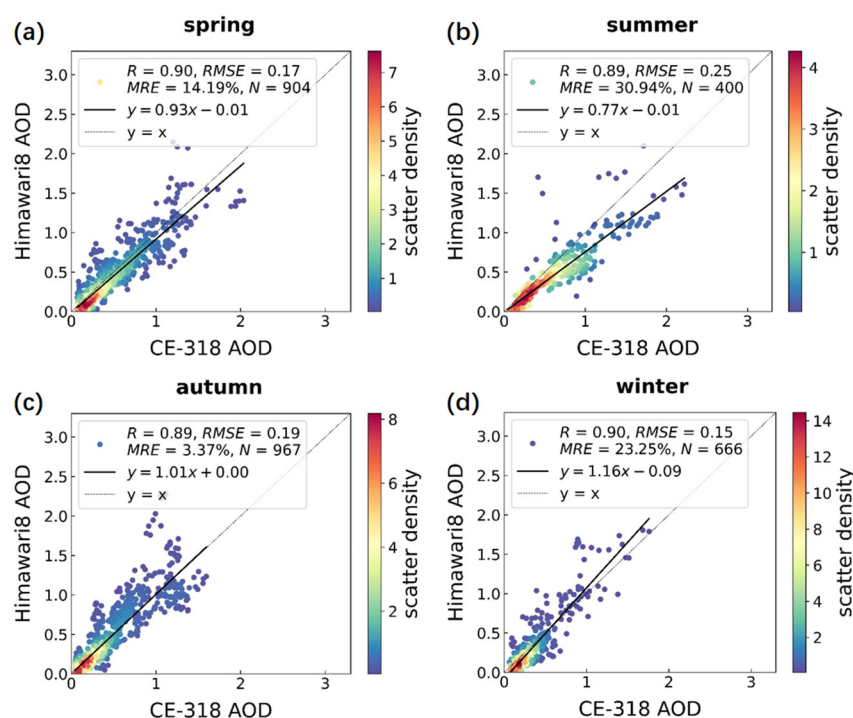 (a)
spring
R = 0.90, RMSE = 0.17
MRE = 14.19%, N = 904
y = 0.93x − 0.01
y = x
3.0
2.5
2.0
1.5
1.0
0.5
0.0
0
1
2
3
Himawari8 AOD
CE-318 AOD
7
6
5
4
3
2
1
scatter density
(b)
summer
R = 0.89, RMSE = 0.25
MRE = 30.94%, N = 400
y = 0.77x − 0.01
y = x
3.0
2.5
2.0
1.5
1.0
0.5
0.0
0
1
2
3
Himawari8 AOD
CE-318 AOD
4
3
2
1
scatter density
(c)
autumn
R = 0.89, RMSE = 0.19
MRE = 3.37%, N = 967
y = 1.01x + 0.00
y = x
3.0
2.5
2.0
1.5
1.0
0.5
0.0
0
1
2
3
Himawari8 AOD
CE-318 AOD
8
6
4
2
scatter density
(d)
winter
R = 0.90, RMSE = 0.15
MRE = 23.25%, N = 666
y = 1.16x − 0.09
y = x
3.0
2.5
2.0
1.5
1.0
0.5
0.0
0
1
2
3
Himawari8 AOD
CE-318 AOD
14
12
10
8
6
4
2
scatter density